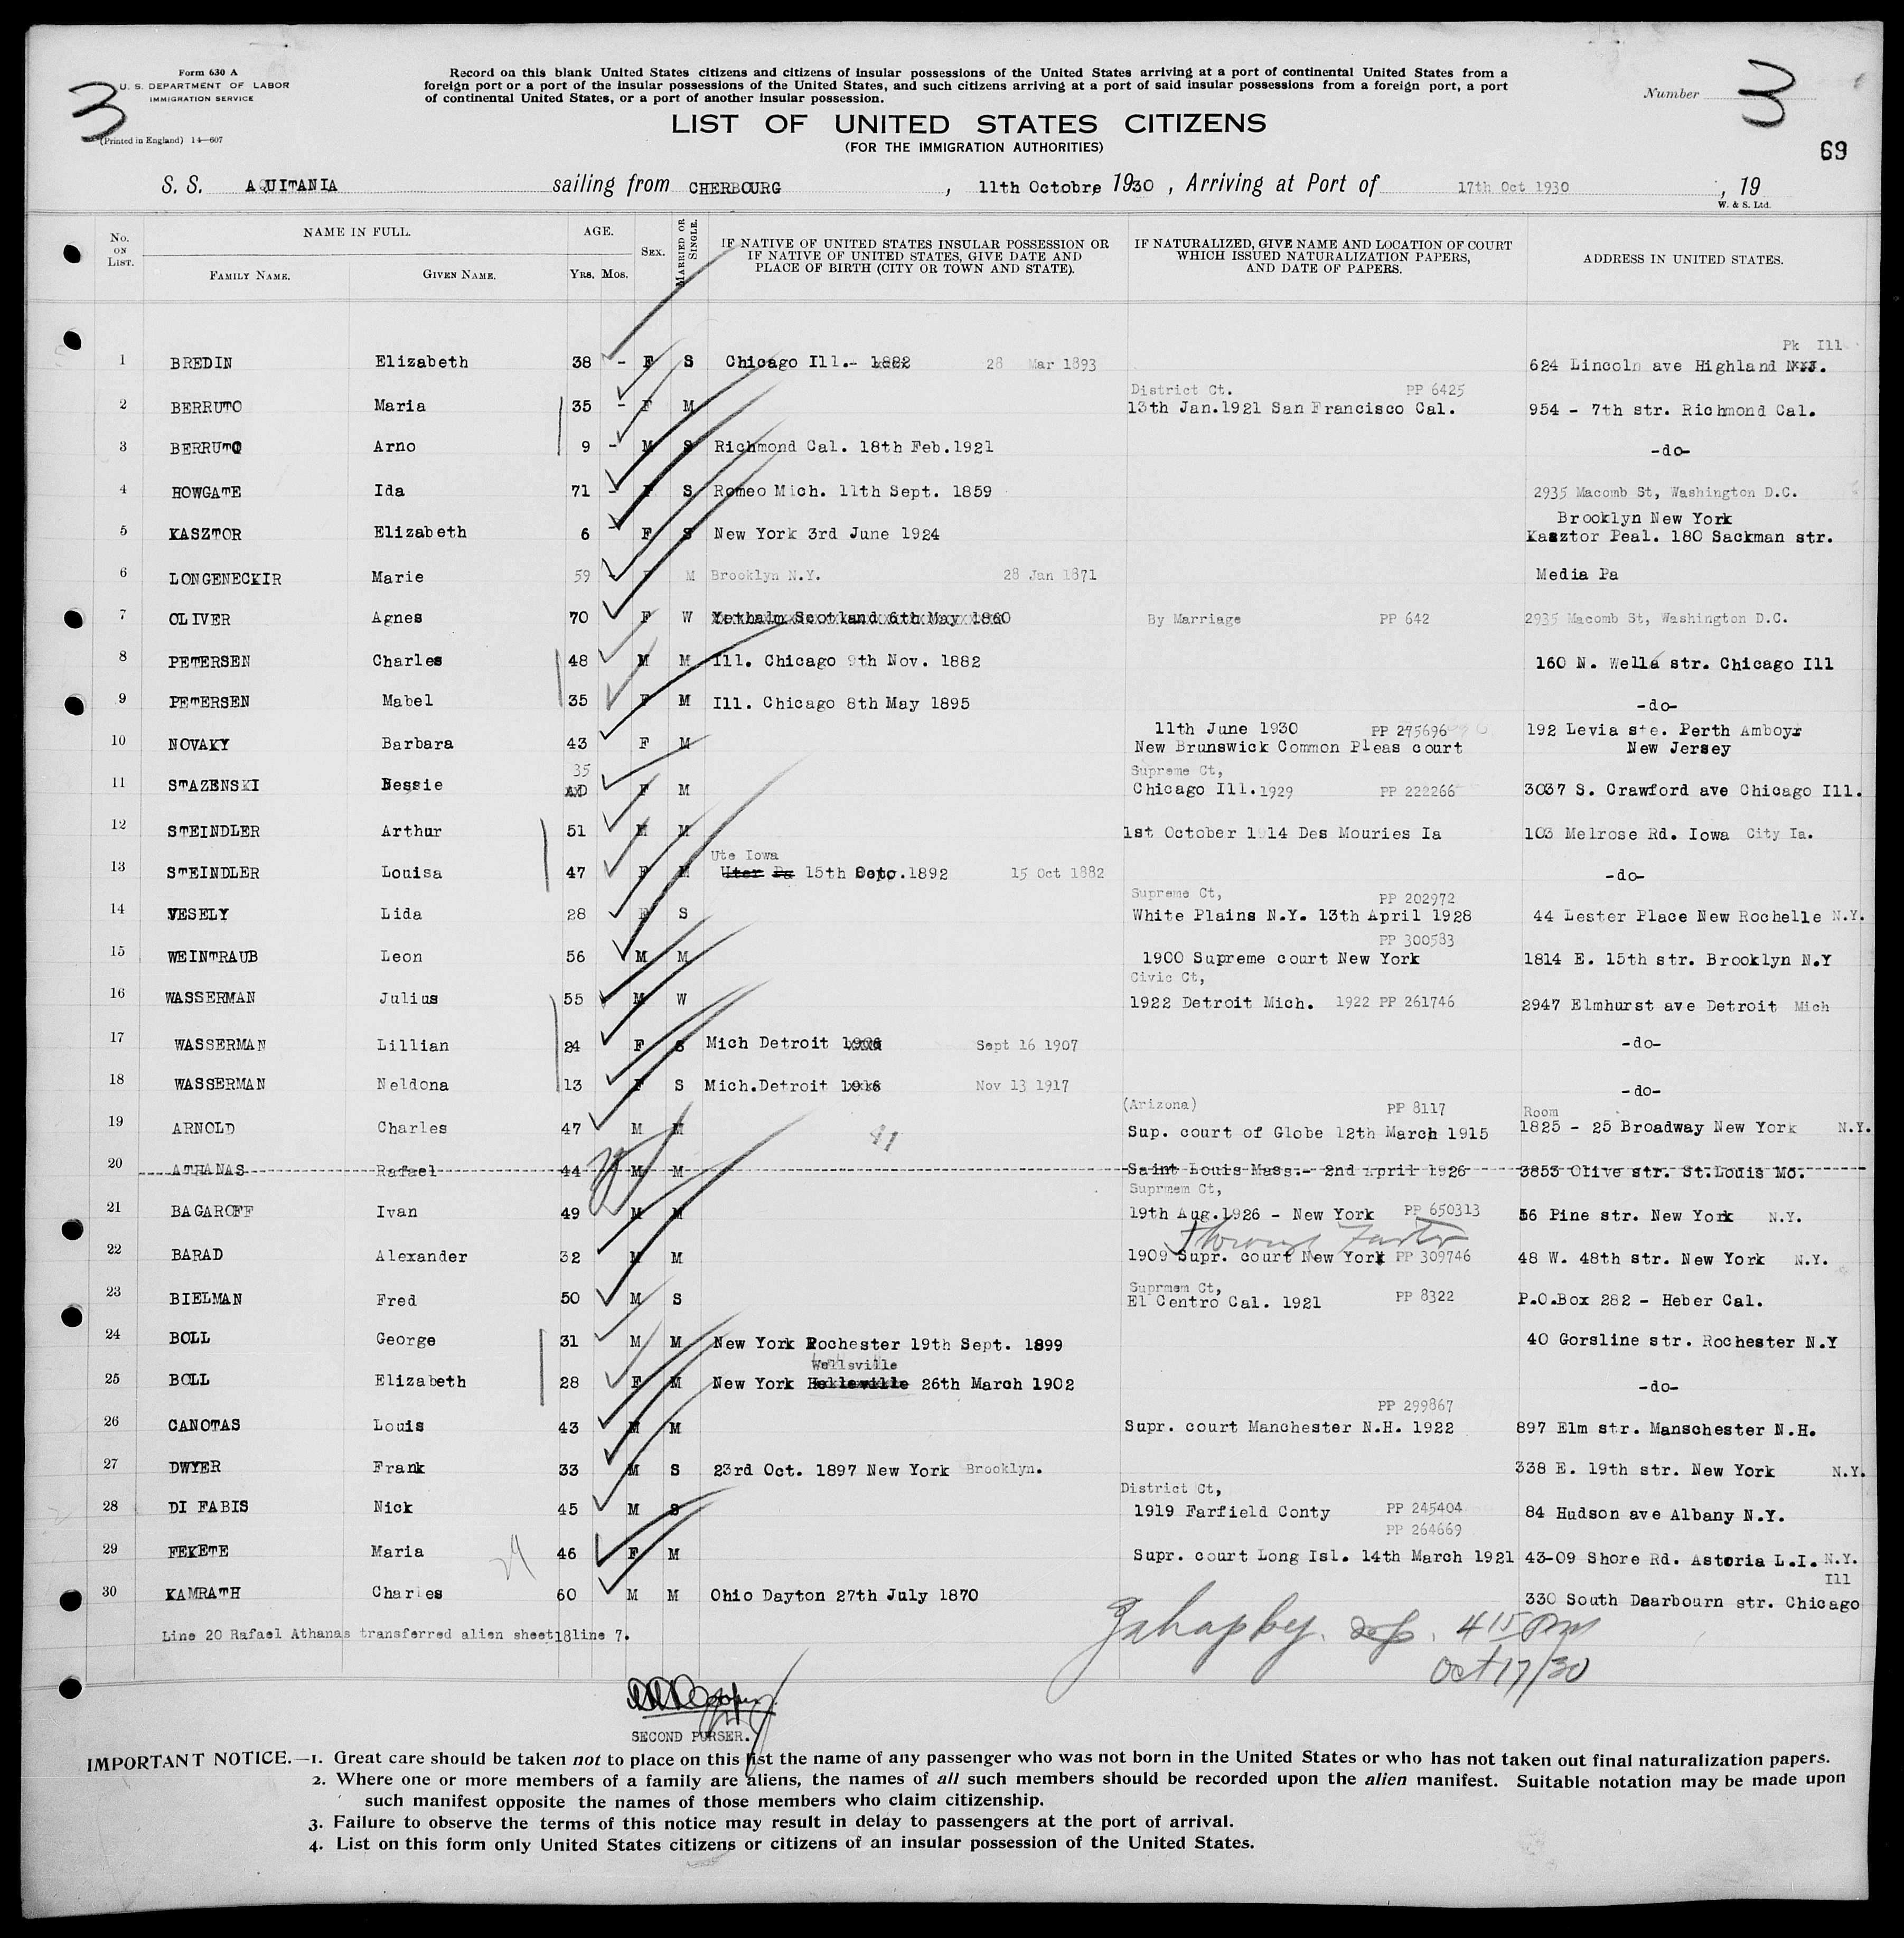 Form 630 A
U. S. DEPARTMENT OF LABOR
IMMIGRATION SERVICE
(Printed in England) 14—607
3
Record on this blank United States citizens and citizens of insular possessions of the United States arriving at a port of continental United States from a
foreign port or a port of the insular possessions of the United States, and such citizens arriving at a port of said insular possessions from a foreign port, a port
of continental United States, or a port of another insular possession.
Number 3
LIST OF UNITED STATES CITIZENS
(FOR THE IMMIGRATION AUTHORITIES)
69
S. S. AQUITANIA sailing from CHERBOURG, 11th Octobre 1930, Arriving at Port of 17th Oct 1930, 19
W. & S. Ltd.
No. ON LIST. NAME IN FULL. FAMILY NAME. GIVEN NAME. AGE. YRS. MOS. SEX. MARRIED OR SINGLE. IF NATIVE OF UNITED STATES INSULAR POSSESSION OR IF NATIVE OF UNITED STATES, GIVE DATE AND PLACE OF BIRTH (CITY OR TOWN AND STATE). IF NATURALIZED, GIVE NAME AND LOCATION OF COURT WHICH ISSUED NATURALIZATION PAPERS, AND DATE OF PAPERS. ADDRESS IN UNITED STATES.
Pk Ill
1 BREDIN Elizabeth 38 - F S Chicago Ill.- 1882 28 Mar 1893 624 Lincoln ave Highland N.J.
District Ct. PP 6425
2 BERRUTO Maria 35 - F M 13th Jan.1921 San Francisco Cal. 954 - 7th str. Richmond Cal.
3 BERRUTO Arno 9 - M S Richmond Cal. 18th Feb.1921 -do-
4 HOWGATE Ida 71 - F S Romeo Mich. 11th Sept. 1859 2935 Macomb St, Washington D.C.
Brooklyn New York
5 KASZTOR Elizabeth 6 F S New York 3rd June 1924 Kasztor Peal. 180 Sackman str.
6 LONGENECKIR Marie 59 F M Brooklyn N.Y. 28 Jan 1871 Media Pa
7 OLIVER Agnes 70 F W Yetholm Scotland 6th May 1860 By Marriage PP 642 2935 Macomb St, Washington D.C.
8 PETERSEN Charles 48 M M Ill. Chicago 9th Nov. 1882 160 N. Wells str. Chicago Ill
9 PETERSEN Mabel 35 F M Ill. Chicago 8th May 1895 -do-
11th June 1930 PP 275696 192 Levia ste. Perth Amboy
10 NOVAKY Barbara 43 F M New Brunswick Common Pleas court New Jersey
35 Supreme Ct,
11 STAZENSKI Bessie F M Chicago Ill.1929 PP 222266 3037 S. Crawford ave Chicago Ill.
12 STEINDLER Arthur 51 M M 1st October 1914 Des Mouries Ia 103 Melrose Rd. Iowa City Ia.
Ute Iowa
13 STEINDLER Louisa 47 F M Uter Pa 15th Octo.1892 15 Oct 1882 -do-
Supreme Ct, PP 202972
14 VESELY Lida 28 F S White Plains N.Y. 13th April 1928 44 Lester Place New Rochelle N.Y.
PP 300583
15 WEINTRAUB Leon 56 M M 1900 Supreme court New York 1814 E. 15th str. Brooklyn N.Y
Civic Ct,
16 WASSERMAN Julius 55 M W 1922 Detroit Mich. 1922 PP 261746 2947 Elmhurst ave Detroit Mich
17 WASSERMAN Lillian 24 F S Mich Detroit 1906 Sept 16 1907 -do-
18 WASSERMAN Neldona 13 F S Mich.Detroit 1916 Nov 13 1917 -do-
(Arizona) PP 8117 Room
19 ARNOLD Charles 47 M M Sup. court of Globe 12th March 1915 1825 - 25 Broadway New York N.Y.
41
20 ATHANAS Rafael 44 M M Saint Louis Mass.- 2nd April 1926 3853 Olive str. St.Louis Mo.
Suprmem Ct,
21 BAGAROFF Ivan 49 M M 19th Aug.1926 - New York PP 650313 56 Pine str. New York N.Y.
22 BARAD Alexander 32 M M 1909 Supr. court New York PP 309746 48 W. 48th str. New York N.Y.
Suprmem Ct,
23 BIELMAN Fred 50 M S El Centro Cal. 1921 PP 8322 P.O.Box 282 - Heber Cal.
24 BOLL George 31 M M New York Rochester 19th Sept. 1899 40 Gorsline str. Rochester N.Y
Wellsville
25 BOLL Elizabeth 28 F M New York 26th March 1902 -do-
PP 299867
26 CANOTAS Louis 43 M M Supr. court Manchester N.H. 1922 897 Elm str. Manschester N.H.
27 DWYER Frank 33 M S 23rd Oct. 1897 New York Brooklyn. 338 E. 19th str. New York N.Y.
District Ct,
28 DI FABIS Nick 45 M S 1919 Farfield Conty PP 245404 84 Hudson ave Albany N.Y.
PP 264669
29 FEKETE Maria 46 F M Supr. court Long Isl. 14th March 1921 43-09 Shore Rd. Astoria L.I. N.Y.
29 Ill
30 KAMRATH Charles 60 M M Ohio Dayton 27th July 1870 330 South Daarbourn str. Chicago
Line 20 Rafael Athanas transferred alien sheet18line 7.
4 15 pm
Oct 17/30
SECOND PURSER.
IMPORTANT NOTICE.—1. Great care should be taken not to place on this list the name of any passenger who was not born in the United States or who has not taken out final naturalization papers.
2. Where one or more members of a family are aliens, the names of all such members should be recorded upon the alien manifest. Suitable notation may be made upon
such manifest opposite the names of those members who claim citizenship.
3. Failure to observe the terms of this notice may result in delay to passengers at the port of arrival.
4. List on this form only United States citizens or citizens of an insular possession of the United States.